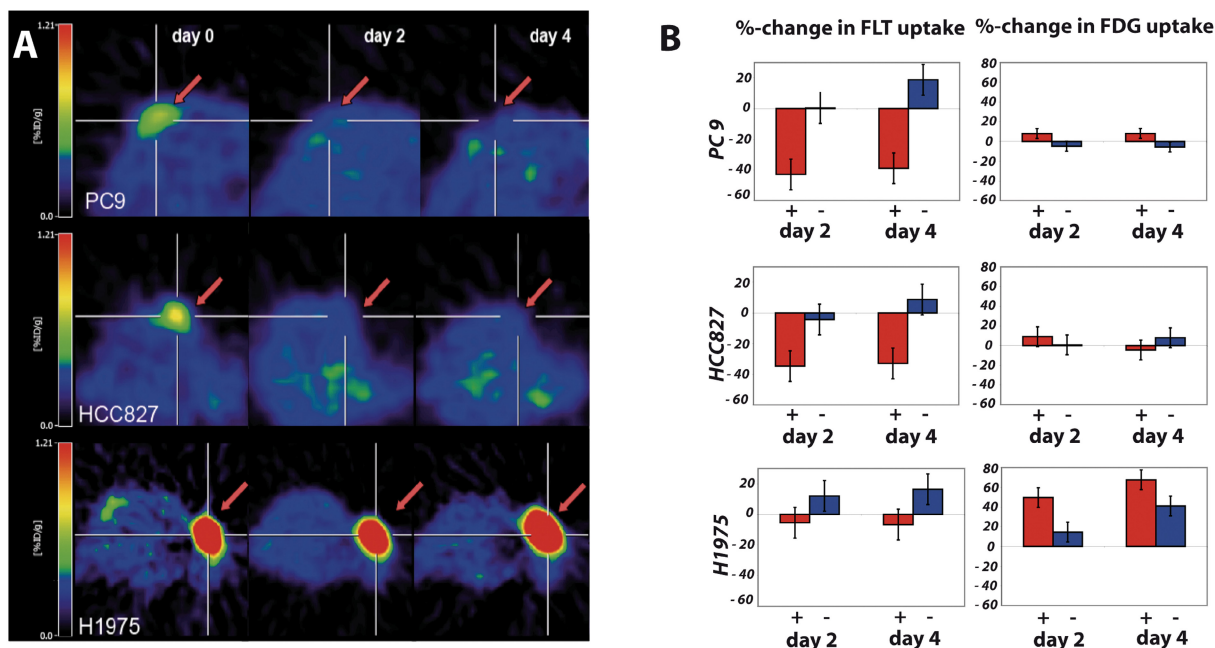 A
1.21
day 0
day 2
day 4
[%ID/g]
0.0
PC9
1.21
[%ID/g]
0.0
HCC827
1.21
[%ID/g]
0.0
H1975
B
%-change in FLT uptake
%-change in FDG uptake
PC 9
20
0
- 20
- 40
- 60
+ - + -
day 2 day 4
80
60
40
20
0
- 20
- 40
- 60
+ - + -
day 2 day 4
HCC827
20
0
- 20
- 40
- 60
+ - + -
day 2 day 4
80
60
40
20
0
- 20
- 40
- 60
+ - + -
day 2 day 4
H1975
20
0
- 20
- 40
- 60
+ - + -
day 2 day 4
80
60
40
20
0
- 20
- 40
- 60
+ - + -
day 2 day 4